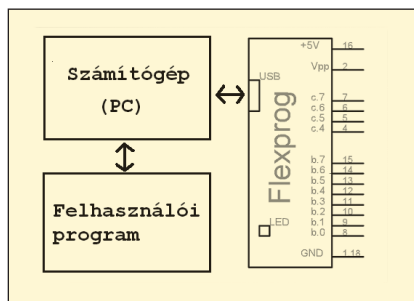 Számítógép
(PC)
Felhasználói
program
USB
Flexprog
LED
+5V 16
Vpp 2
c.7 7
c.6 6
c.5 5
c.4 4
b.7 15
b.6 14
b.5 13
b.4 12
b.3 11
b.2 10
b.1 9
b.0 8
GND 1,18